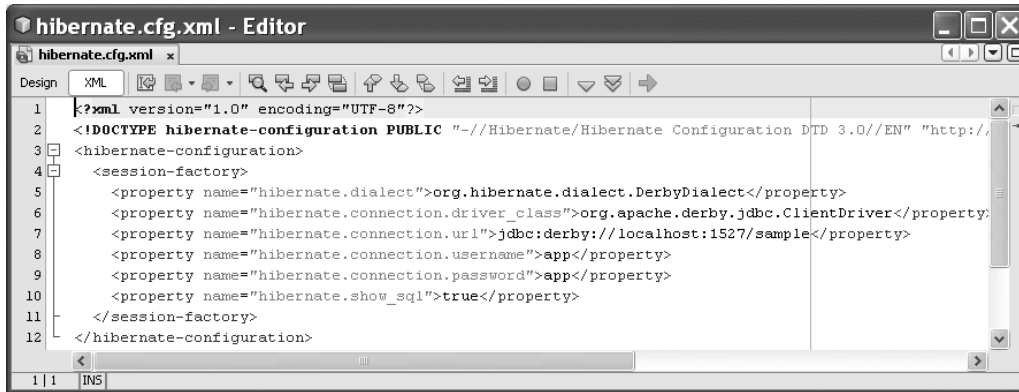 hibernate.cfg.xml - Editor
hibernate.cfg.xml x
Design XML
1 <?xml version="1.0" encoding="UTF-8"?>
2 <!DOCTYPE hibernate-configuration PUBLIC "-//Hibernate/Hibernate Configuration DTD 3.0//EN" "http://
3 <hibernate-configuration>
4 <session-factory>
5 <property name="hibernate.dialect">org.hibernate.dialect.DerbyDialect</property>
6 <property name="hibernate.connection.driver_class">org.apache.derby.jdbc.ClientDriver</property>
7 <property name="hibernate.connection.url">jdbc:derby://localhost:1527/sample</property>
8 <property name="hibernate.connection.username">app</property>
9 <property name="hibernate.connection.password">app</property>
10 <property name="hibernate.show_sql">true</property>
11 </session-factory>
12 </hibernate-configuration>
1 | 1 INS